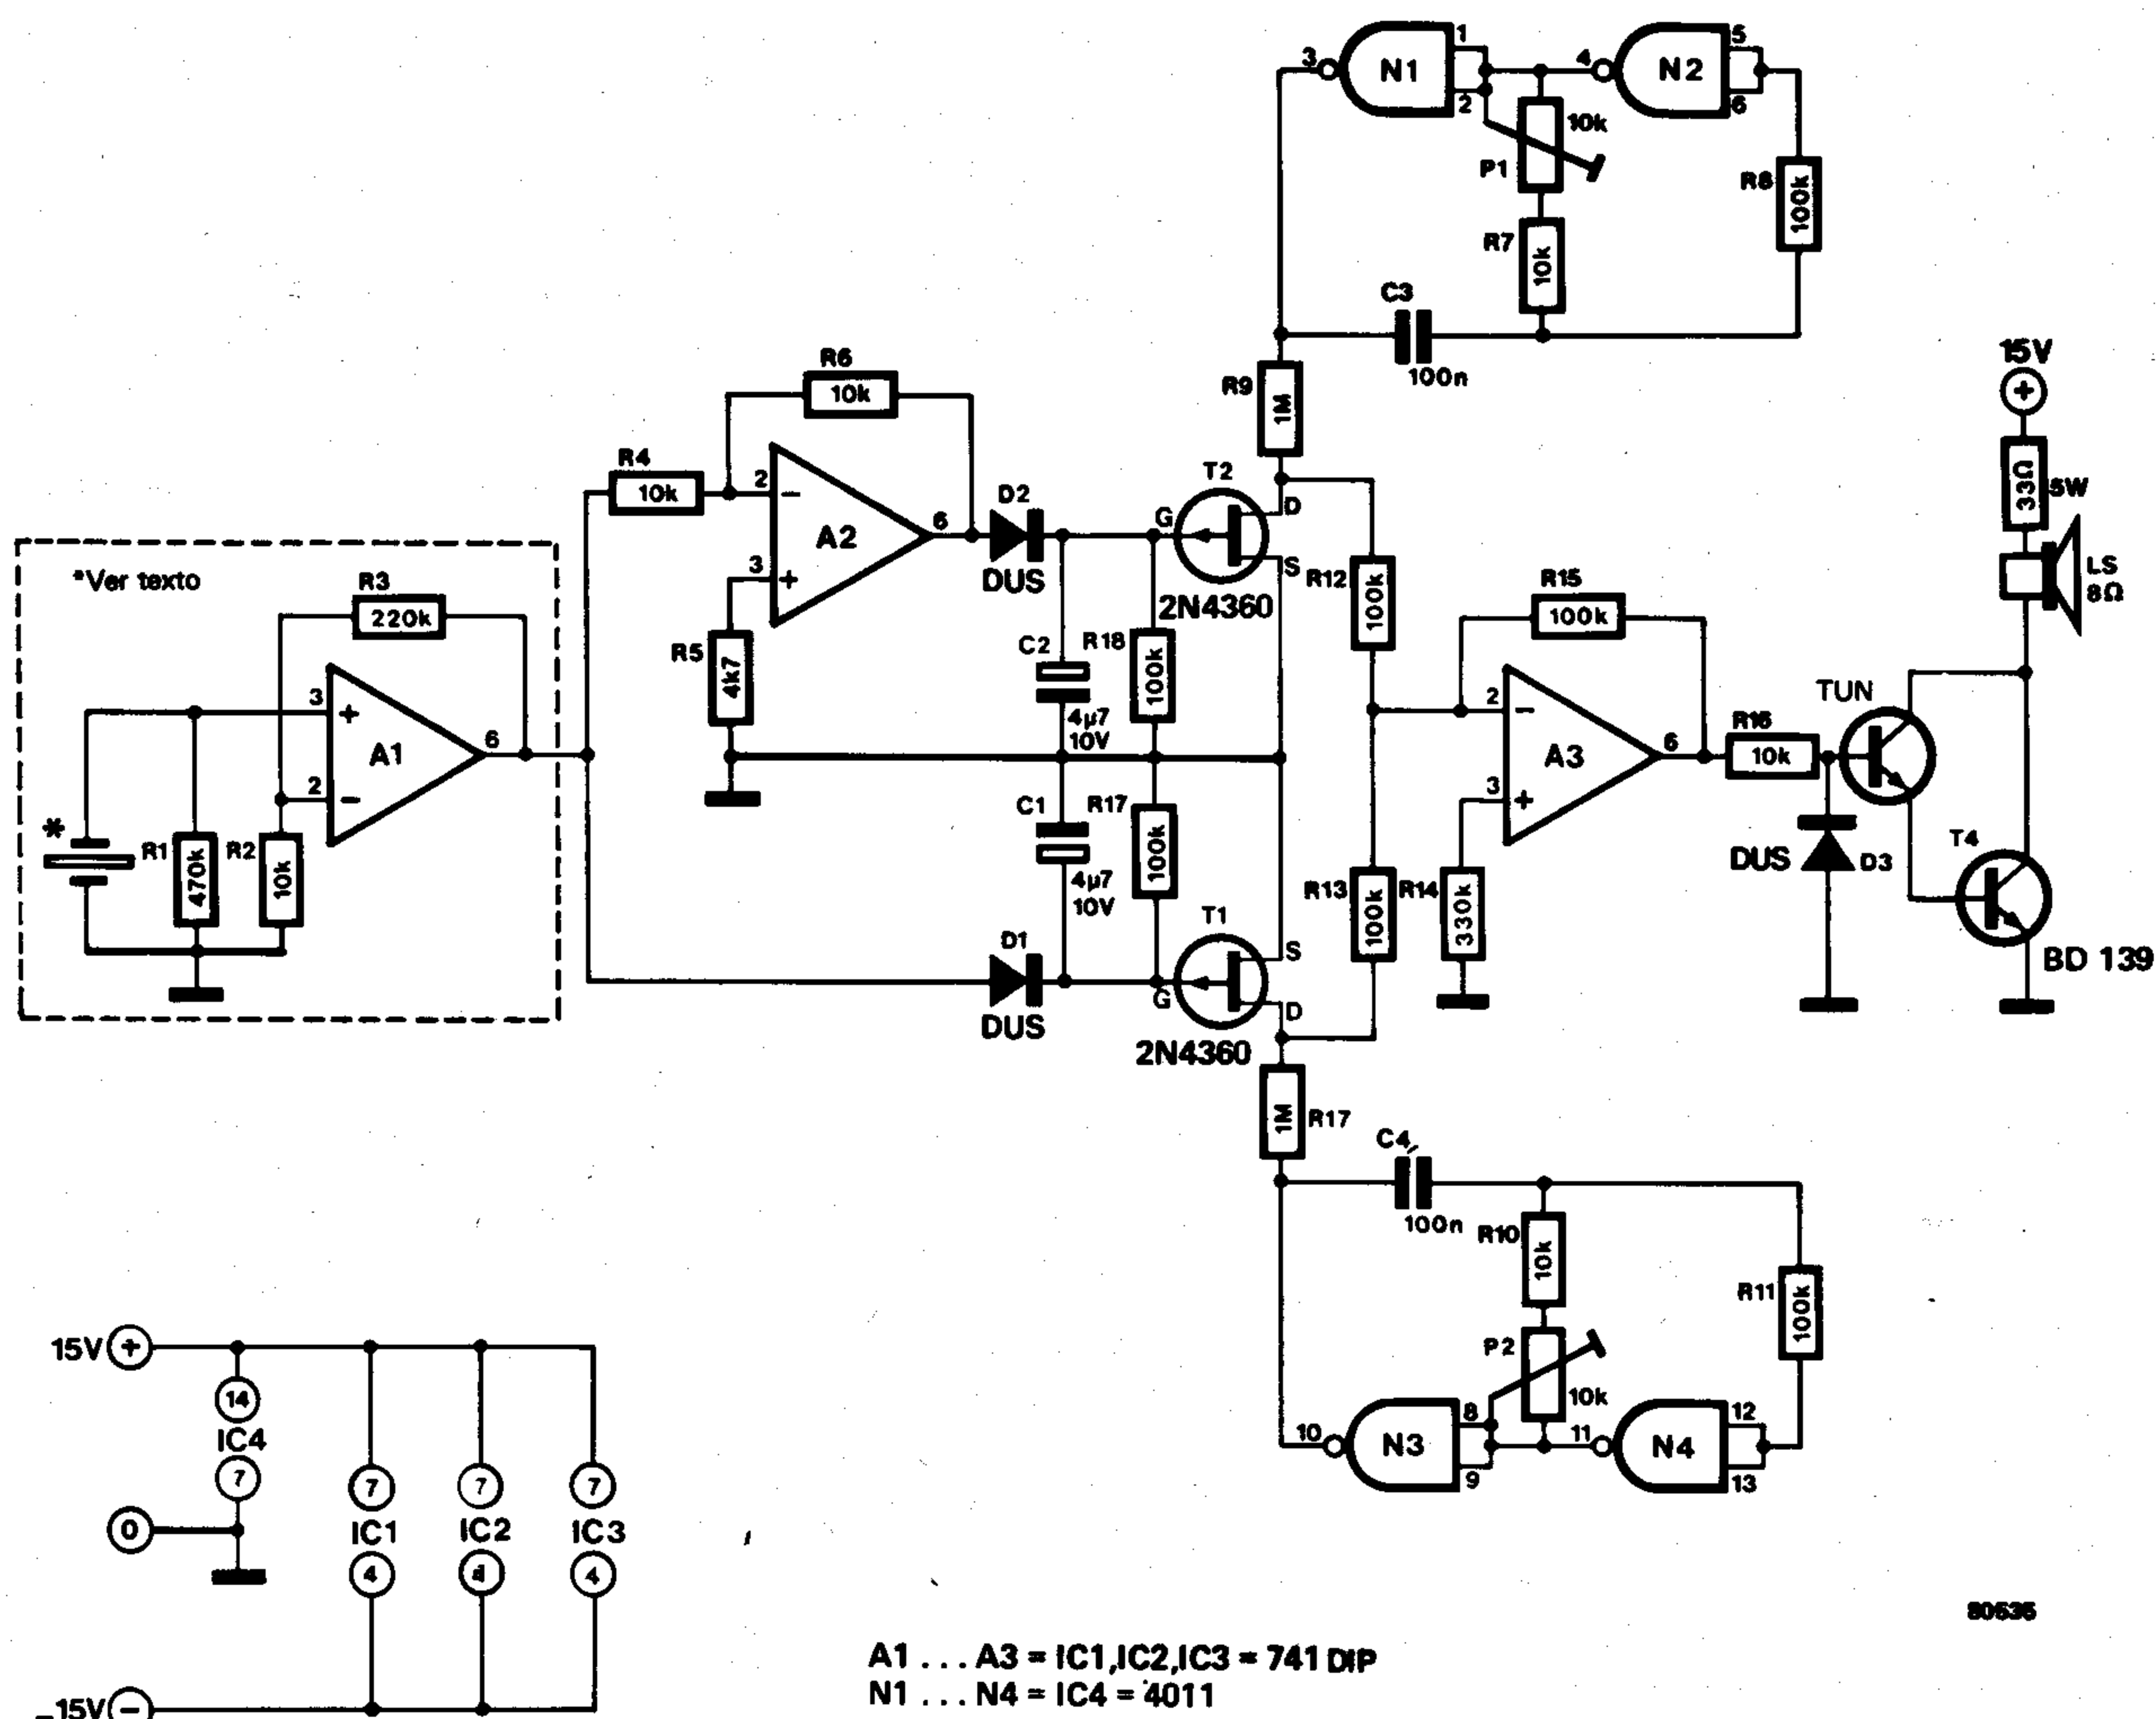 N1
N2
3
1
2
4
5
6
10k
P1
R7
10k
R8
100k
C3
100n
R9
1M
15V
+
33Ω
5W
LS
8Ω
R6
10k
R4
10k
2
−
A2
3
+
6
D2
DUS
T2
G
D
S
2N4360
R5
4k7
C2
4µ7
10V
R18
100k
R12
100k
*Ver texto
R3
220k
3
+
A1
6
2
−
*
R1
470k
R2
10k
C1
4µ7
10V
R17
100k
D1
DUS
T1
G
S
D
2N4360
R13
100k
R14
330k
R15
100k
2
−
A3
3
+
6
R16
10k
TUN
DUS
D3
T4
BD 139
1M
R17
C4
100n
R10
10k
P2
10k
R11
100k
10
N3
8
9
11
N4
12
13
15V
+
14
IC4
7
0
7
IC1
4
7
IC2
4
7
IC3
4
−15V
−
A1 ... A3 = IC1,IC2,IC3 = 741 DIP
N1 ... N4 = IC4 = 4011